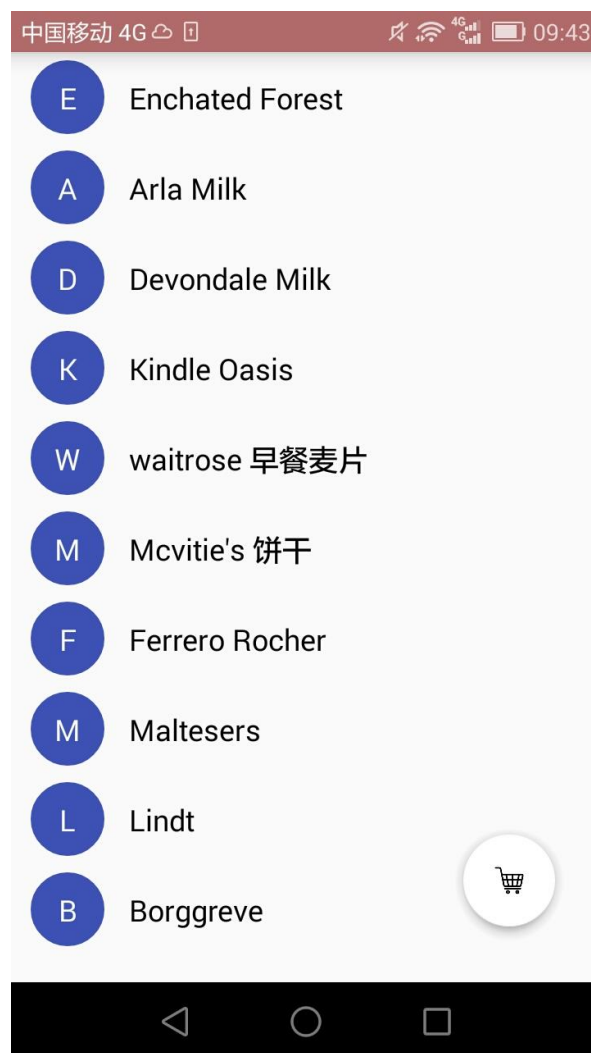 中国移动 4G 09:43
E Enchated Forest
A Arla Milk
D Devondale Milk
K Kindle Oasis
W waitrose 早餐麦片
M Mcvitie's 饼干
F Ferrero Rocher
M Maltesers
L Lindt
B Borggreve